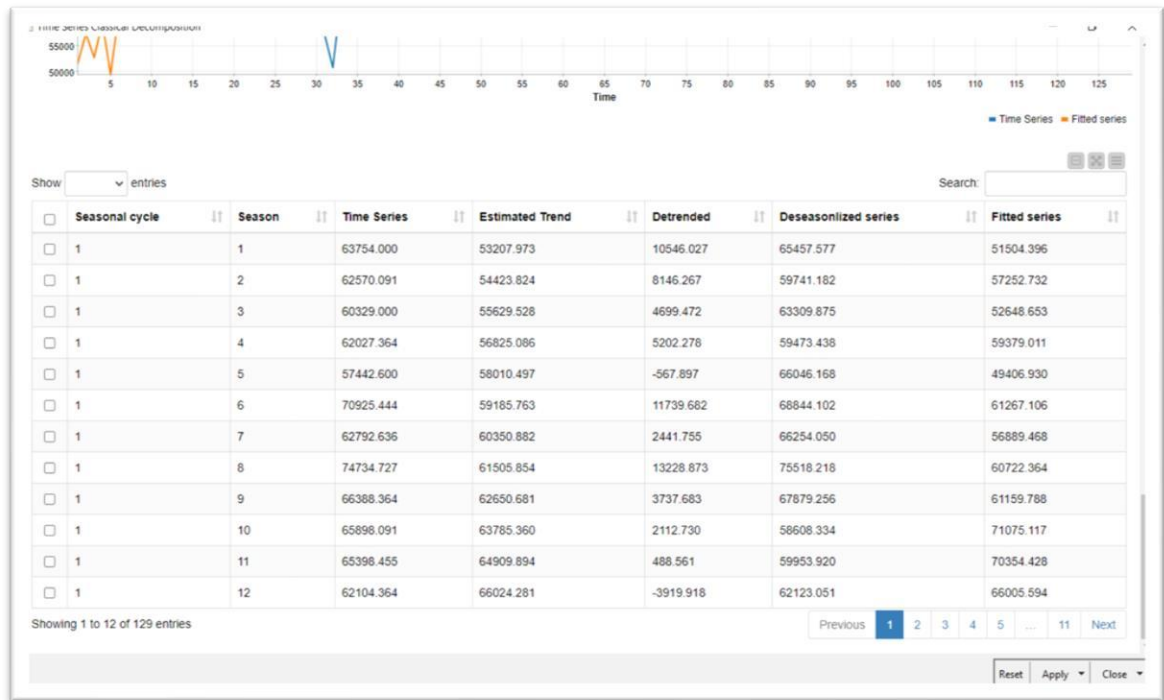 Time Series Classical Decomposition
55000
50000
5 10 15 20 25 30 35 40 45 50 55 60 65 70 75 80 85 90 95 100 105 110 115 120 125
Time
Time Series Fitted series
Show entries Search:
Seasonal cycle Season Time Series Estimated Trend Detrended Deseasonlized series Fitted series
1 1 63754.000 53207.973 10546.027 65457.577 51504.396
1 2 62570.091 54423.824 8146.267 59741.182 57252.732
1 3 60329.000 55629.528 4699.472 63309.875 52648.653
1 4 62027.364 56825.086 5202.278 59473.438 59379.011
1 5 57442.600 58010.497 -567.897 66046.168 49406.930
1 6 70925.444 59185.763 11739.682 68844.102 61267.106
1 7 62792.636 60350.882 2441.755 66254.050 56889.468
1 8 74734.727 61505.854 13228.873 75518.218 60722.364
1 9 66388.364 62650.681 3737.683 67879.256 61159.788
1 10 65898.091 63785.360 2112.730 58608.334 71075.117
1 11 65398.455 64909.894 488.561 59953.920 70354.428
1 12 62104.364 66024.281 -3919.918 62123.051 66005.594
Showing 1 to 12 of 129 entries Previous 1 2 3 4 5 ... 11 Next
Reset Apply Close